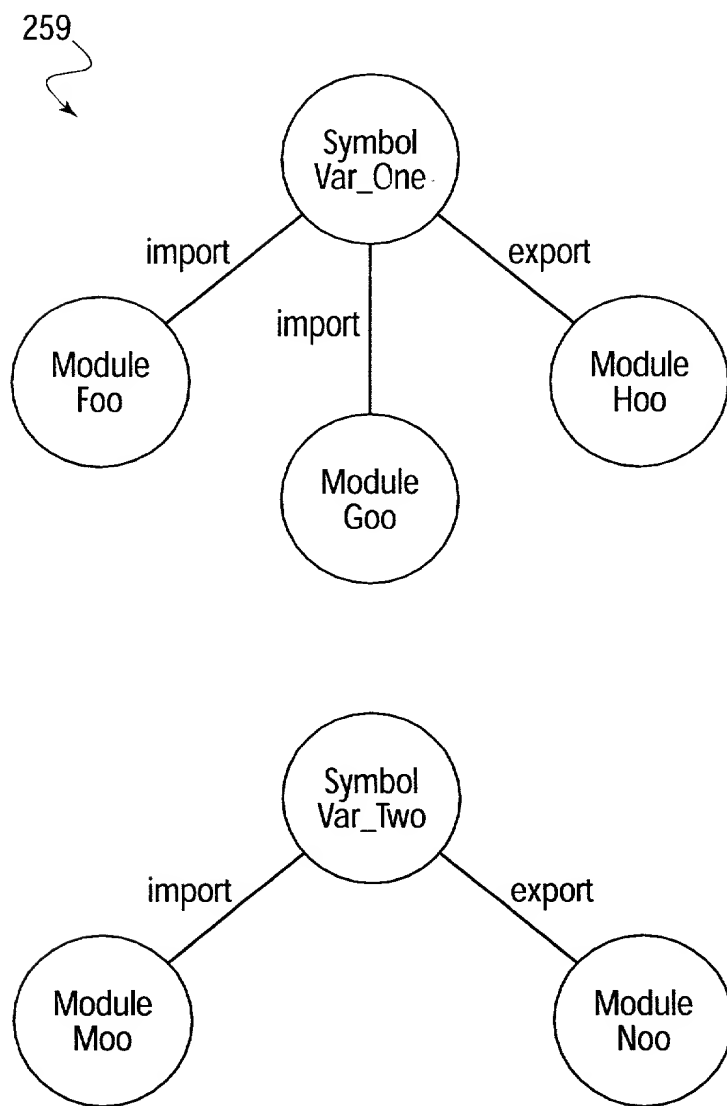 259
Symbol
Var_One
import
export
import
Module
Foo
Module
Hoo
Module
Goo
Symbol
Var_Two
import
export
Module
Moo
Module
Noo